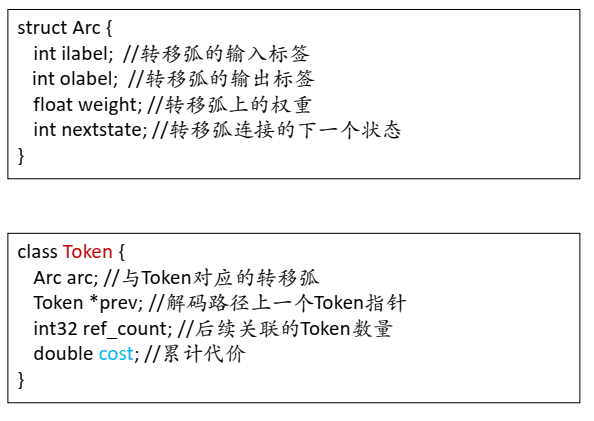 struct Arc {
int ilabel; //转移弧的输入标签
int olabel; //转移弧的输出标签
float weight; //转移弧上的权重
int nextstate; //转移弧连接的下一个状态
}
class Token {
Arc arc; //与Token对应的转移弧
Token *prev; //解码路径上一个Token指针
int32 ref_count; //后续关联的Token数量
double cost; //累计代价
}